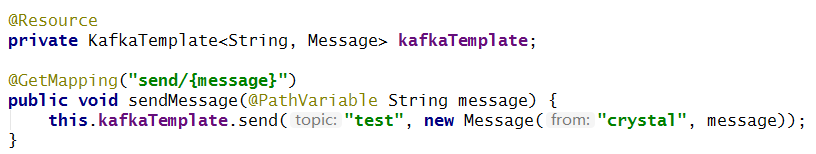 @Resource
private KafkaTemplate<String, Message> kafkaTemplate;
@GetMapping("send/{message}")
public void sendMessage(@PathVariable String message) {
this.kafkaTemplate.send( topic: "test", new Message( from: "crystal", message));
}